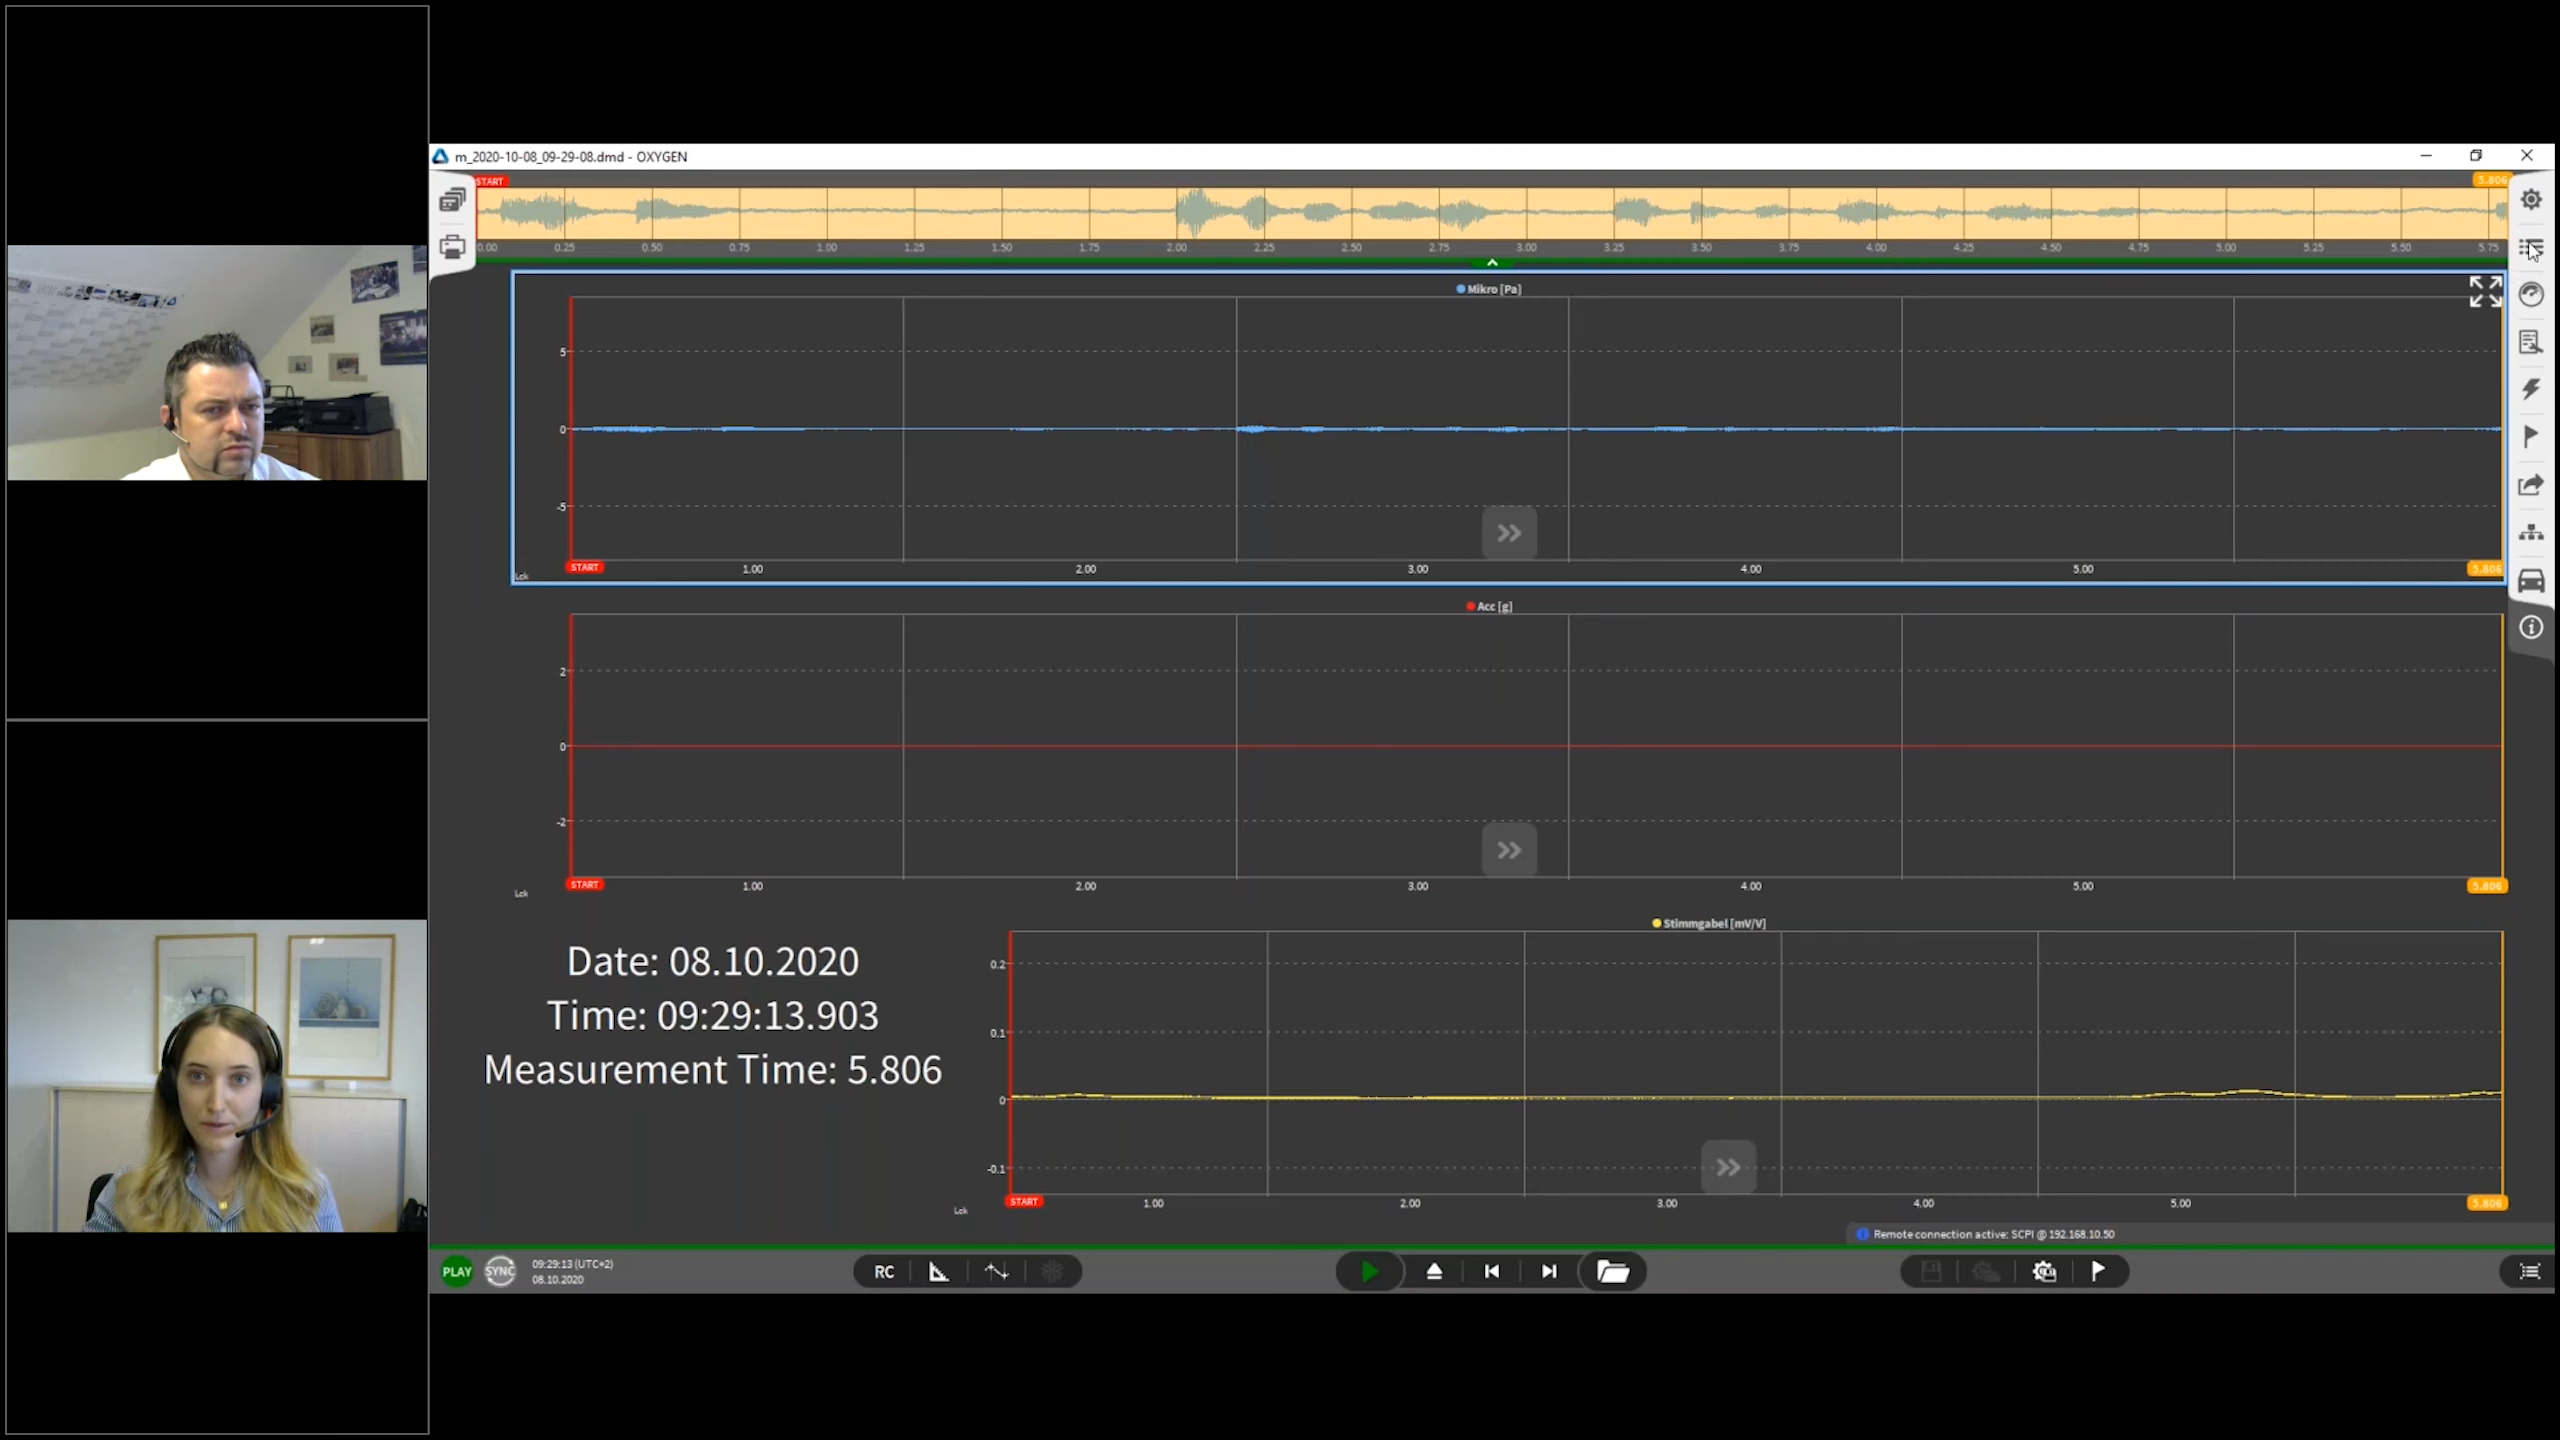 m_2020-10-08_09-29-08.dmd - OXYGEN
START
5.806
0.00 0.25 0.50 0.75 1.00 1.25 1.50 1.75 2.00 2.25 2.50 2.75 3.00 3.25 3.50 3.75 4.00 4.25 4.50 4.75 5.00 5.25 5.50 5.75
Mikro [Pa]
5
0
-5
START 1.00 2.00 3.00 4.00 5.00 5.806
Lck
Acc [g]
2
0
-2
START 1.00 2.00 3.00 4.00 5.00 5.806
Lck
Date: 08.10.2020
Time: 09:29:13.903
Measurement Time: 5.806
Stimmgabel [mV/V]
0.2
0.1
0
-0.1
START 1.00 2.00 3.00 4.00 5.00 5.806
Lck
Remote connection active: SCPI @ 192.168.10.50
PLAY SYNC
09:29:13 (UTC+2)
08.10.2020
RC